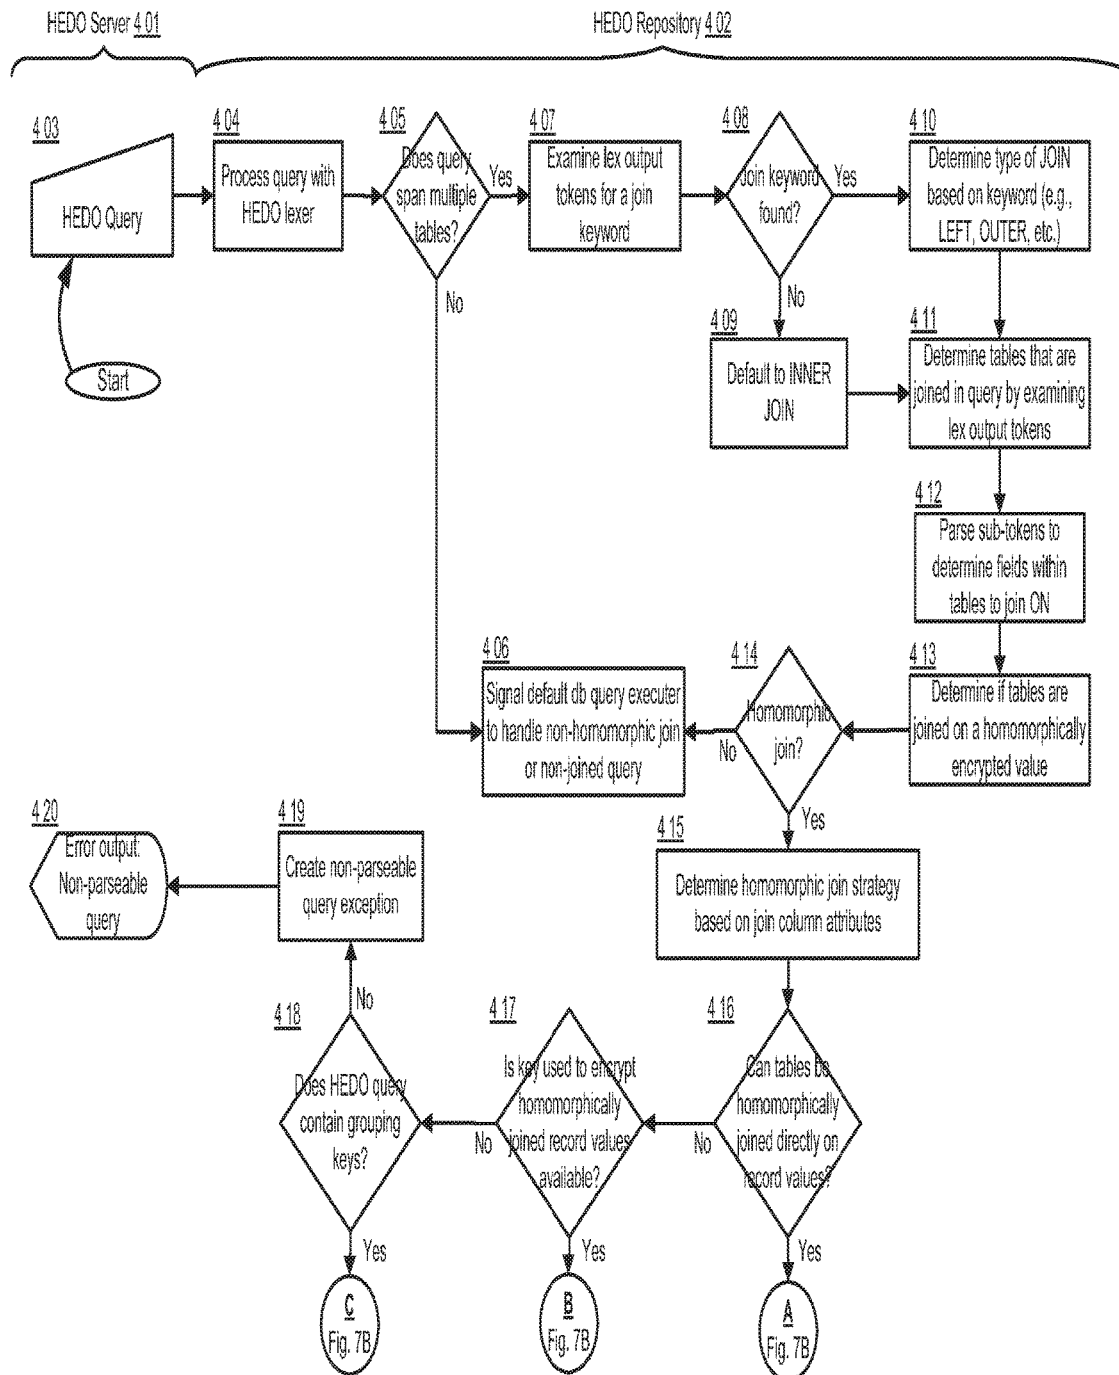 HEDO Server 4 01
HEDO Repository 4 02
4 03
HEDO Query
Start
4 04
Process query with
HEDO lexer
4 05
Does query
span multiple
tables?
Yes
No
4 07
Examine lex output
tokens for a join
keyword
4 08
Join keyword
found?
Yes
No
4 10
Determine type of JOIN
based on keyword (e.g.,
LEFT, OUTER, etc.)
4 09
Default to INNER
JOIN
4 11
Determine tables that are
joined in query by examining
lex output tokens
4 12
Parse sub-tokens to
determine fields within
tables to join ON
4 13
Determine if tables are
joined on a homomorphically
encrypted value
4 14
Homomorphic
join?
No
Yes
4 06
Signal default db query executer
to handle non-homomorphic join
or non-joined query
4 15
Determine homomorphic join strategy
based on join column attributes
4 16
Can tables be
homomorphically
joined directly on
record values?
No
Yes
A
Fig. 7B
4 17
Is key used to encrypt
homomorphically
joined record values
available?
No
Yes
B
Fig. 7B
4 18
Does HEDO query
contain grouping
keys?
No
Yes
C
Fig. 7B
4 19
Create non-parseable
query exception
4 20
Error output:
Non-parseable
query